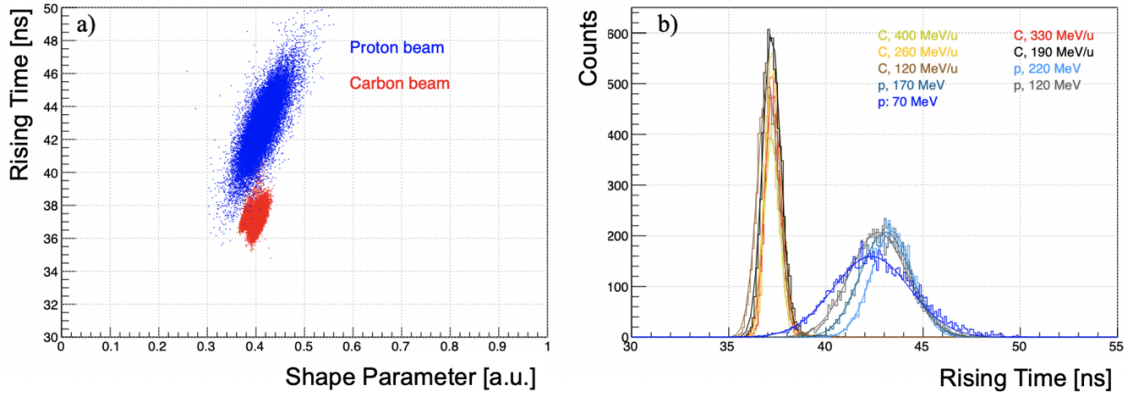 a)
Rising Time [ns]
50
48
46
44
42
40
38
36
34
32
30
Proton beam
Carbon beam
0 0.1 0.2 0.3 0.4 0.5 0.6 0.7 0.8 0.9 1
Shape Parameter [a.u.]
b)
Counts
600
500
400
300
200
100
0
C, 400 MeV/u C, 330 MeV/u
C, 260 MeV/u C, 190 MeV/u
C, 120 MeV/u p, 220 MeV
p, 170 MeV p, 120 MeV
p: 70 MeV
30 35 40 45 50 55
Rising Time [ns]